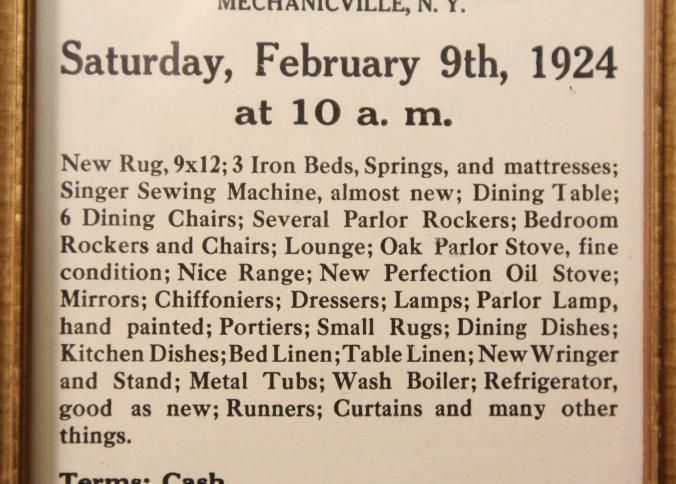 MECHANICVILLE, N. Y.
Saturday, February 9th, 1924
at 10 a. m.
New Rug, 9x12; 3 Iron Beds, Springs, and mattresses;
Singer Sewing Machine, almost new; Dining Table;
6 Dining Chairs; Several Parlor Rockers; Bedroom
Rockers and Chairs; Lounge; Oak Parlor Stove, fine
condition; Nice Range; New Perfection Oil Stove;
Mirrors; Chiffoniers; Dressers; Lamps; Parlor Lamp,
hand painted; Portiers; Small Rugs; Dining Dishes;
Kitchen Dishes; Bed Linen; Table Linen; New Wringer
and Stand; Metal Tubs; Wash Boiler; Refrigerator,
good as new; Runners; Curtains and many other
things.
Terms: Cash